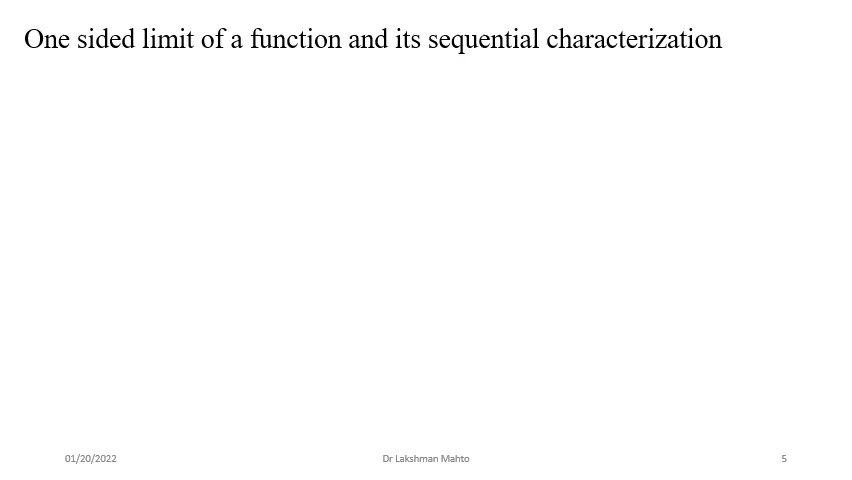 One sided limit of a function and its sequential characterization
01/20/2022
Dr Lakshman Mahto
5